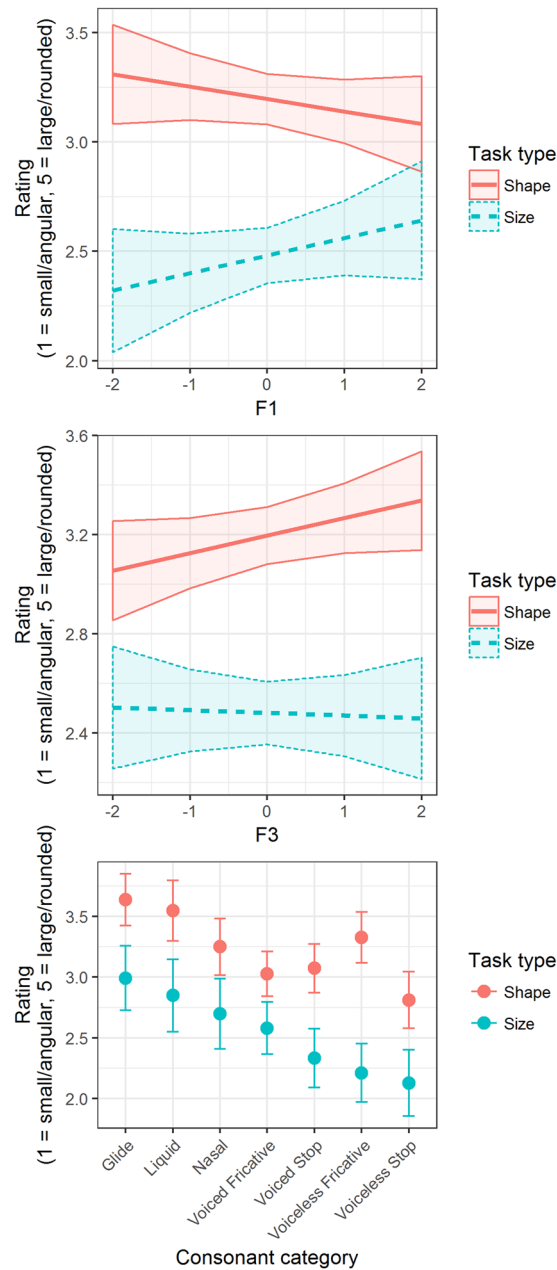 3.5
3.0
2.5
2.0
Rating
(1 = small/angular, 5 = large/rounded)
-2 -1 0 1 2
F1
Task type
Shape
Size
3.6
3.2
2.8
2.4
Rating
(1 = small/angular, 5 = large/rounded)
-2 -1 0 1 2
F3
Task type
Shape
Size
3.5
3.0
2.5
2.0
Rating
(1 = small/angular, 5 = large/rounded)
Glide
Liquid
Nasal
Voiced Fricative
Voiced Stop
Voiceless Fricative
Voiceless Stop
Consonant category
Task type
Shape
Size